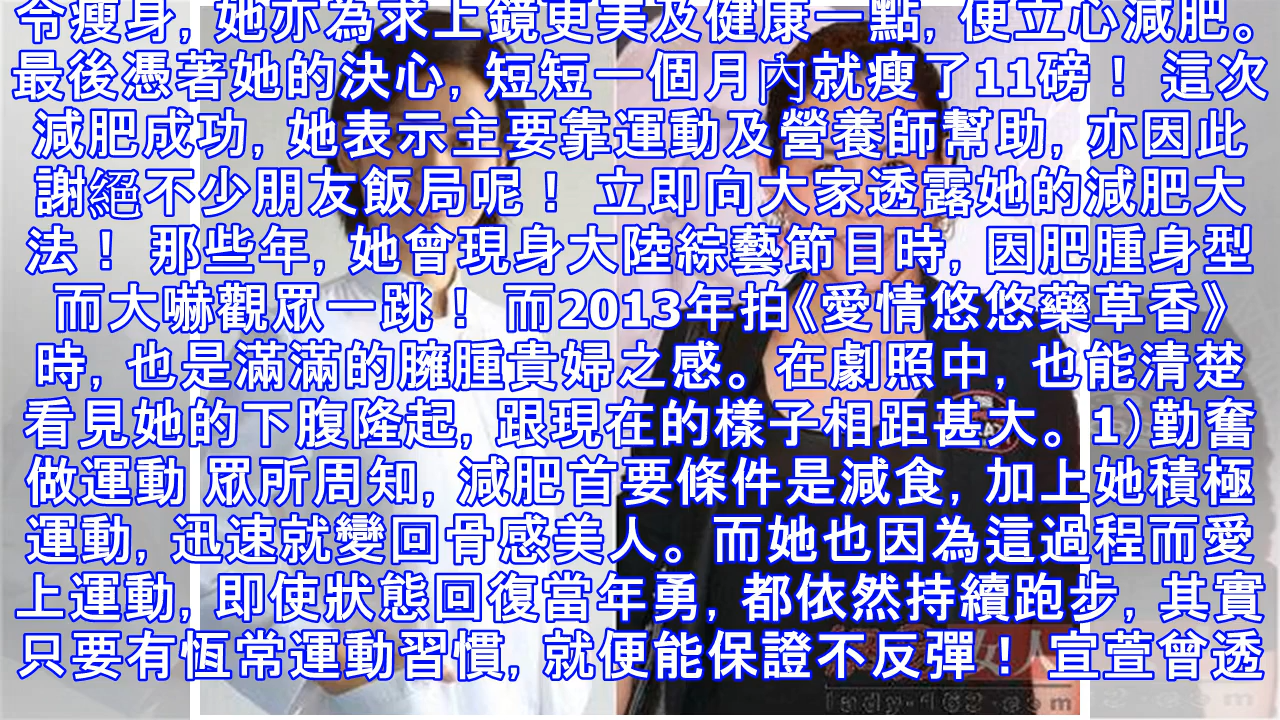 令瘦身, 她亦為求上鏡更美及健康一點, 便立心減肥。
最後憑著她的決心, 短短一個月內就瘦了11磅！ 這次
減肥成功, 她表示主要靠運動及營養師幫助, 亦因此
謝絕不少朋友飯局呢！ 立即向大家透露她的減肥大
法！ 那些年, 她曾現身大陸綜藝節目時, 因肥腫身型
而大嚇觀眾一跳！ 而2013年拍《愛情悠悠藥草香》
時, 也是滿滿的臃腫貴婦之感。在劇照中, 也能清楚
看見她的下腹隆起, 跟現在的樣子相距甚大。1)勤奮
做運動 眾所周知, 減肥首要條件是減食, 加上她積極
運動, 迅速就變回骨感美人。而她也因為這過程而愛
上運動, 即使狀態回復當年勇, 都依然持續跑步, 其實
只要有恆常運動習慣, 就便能保證不反彈！ 宣萱曾透
女人
lady-163.com